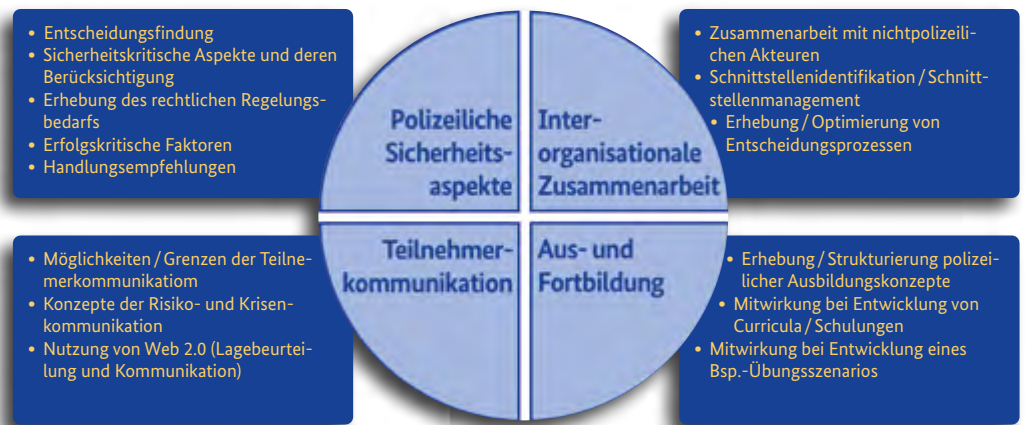 • Entscheidungsfindung
• Sicherheitskritische Aspekte und deren
Berücksichtigung
• Erhebung des rechtlichen Regelungs-
bedarfs
• Erfolgskritische Faktoren
• Handlungsempfehlungen
Polizeiliche
Sicherheits-
aspekte
Inter-
organisationale
Zusammenarbeit
• Zusammenarbeit mit nichtpolizeili-
chen Akteuren
• Schnittstellenidentifikation / Schnitt-
stellenmanagement
• Erhebung / Optimierung von
Entscheidungsprozessen
• Möglichkeiten / Grenzen der Teilne-
merkommunikatiom
• Konzepte der Risiko- und Krisen-
kommunikation
• Nutzung von Web 2.0 (Lagebeurtei-
lung und Kommunikation)
Teilnehmer-
kommunikation
Aus- und
Fortbildung
• Erhebung / Strukturierung polizei-
licher Ausbildungskonzepte
• Mitwirkung bei Entwicklung von
Curricula / Schulungen
• Mitwirkung bei Entwicklung eines
Bsp.-Übungsszenarios